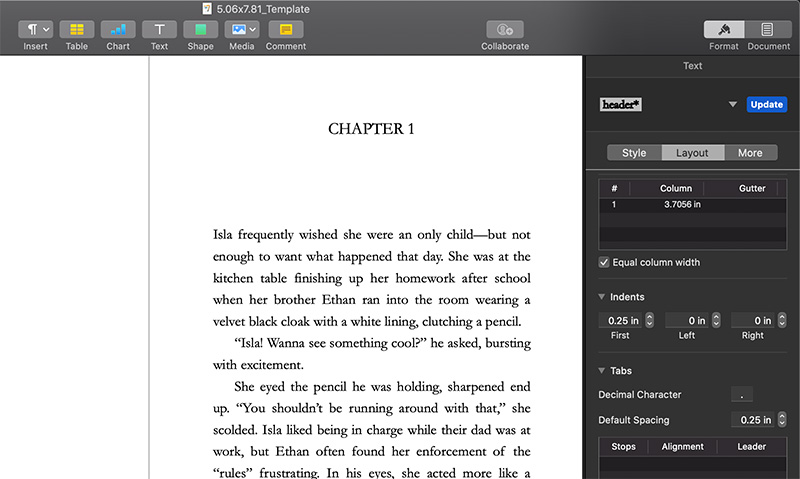 5.06x7.81_Template
Insert Table Chart Text Shape Media Comment Collaborate Format Document
T
Text
header* Update
Style Layout More
CHAPTER 1
# Column Gutter
1 3.7056 in
Equal column width
Isla frequently wished she were an only child—but not
enough to want what happened that day. She was at the
kitchen table finishing up her homework after school
when her brother Ethan ran into the room wearing a
velvet black cloak with a white lining, clutching a pencil.
“Isla! Wanna see something cool?” he asked, bursting
with excitement.
She eyed the pencil he was holding, sharpened end
up. “You shouldn’t be running around with that,” she
scolded. Isla liked being in charge while their dad was at
work, but Ethan often found her enforcement of the
“rules” frustrating. In his eyes, she acted more like a
Indents
0.25 in 0 in 0 in
First Left Right
Tabs
Decimal Character .
Default Spacing 0.25 in
Stops Alignment Leader